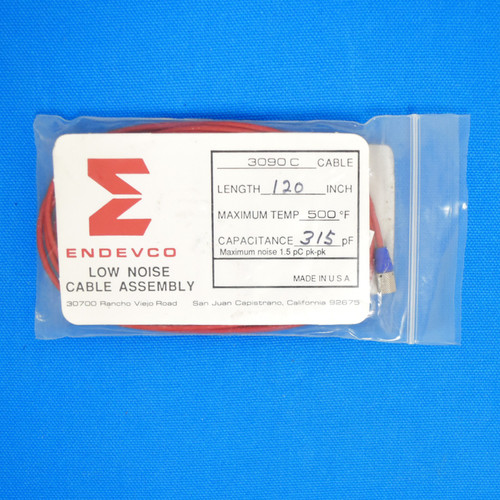 ENDEVCO
LOW NOISE
CABLE ASSEMBLY
3090 C CABLE
LENGTH 120 INCH
MAXIMUM TEMP 500 °F
CAPACITANCE 315 pF
Maximum noise 1.5 pC pk-pk
MADE IN U.S.A.
30700 Rancho Viejo Road San Juan Capistrano, California 92675